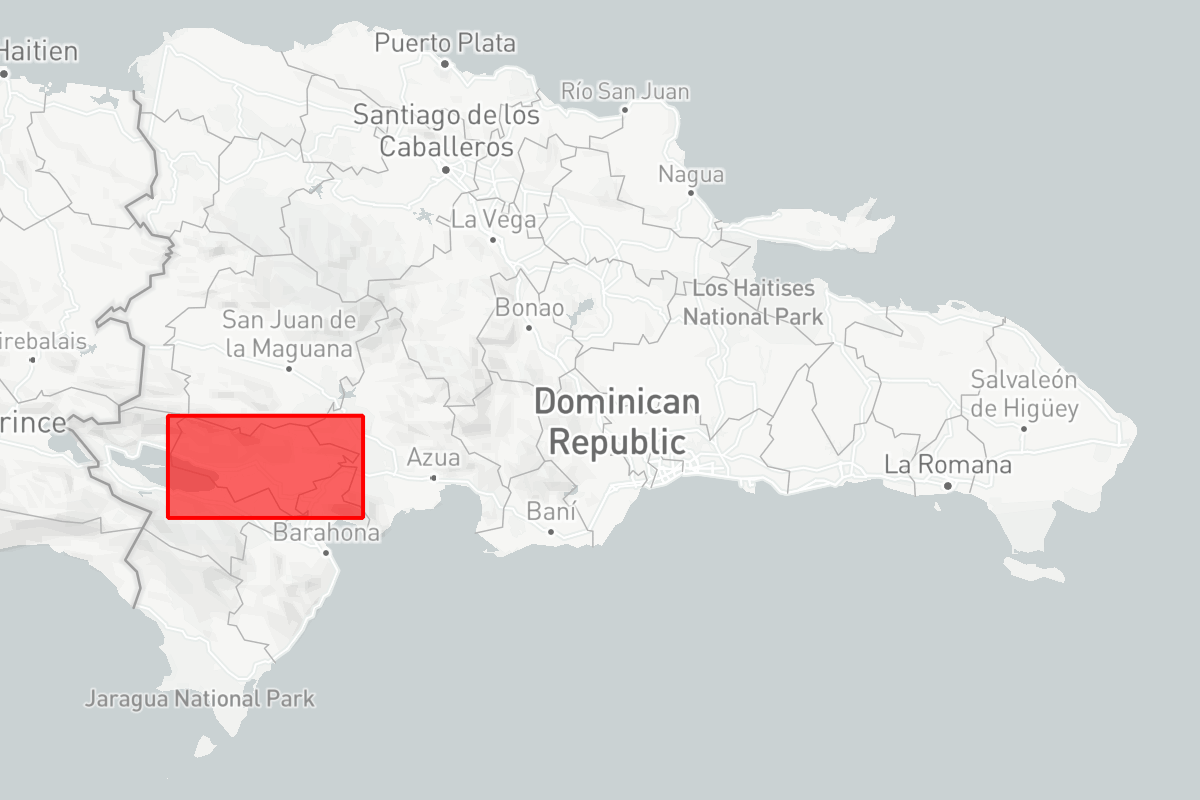 Haïtien
Puerto Plata
Río San Juan
Santiago de los
Caballeros
Nagua
La Vega
Los Haitises
National Park
Bonao
San Juan de
la Maguana
irebalais
Salvaleón
de Higüey
Dominican
Republic
rince
Azua
La Romana
Baní
Barahona
Jaragua National Park